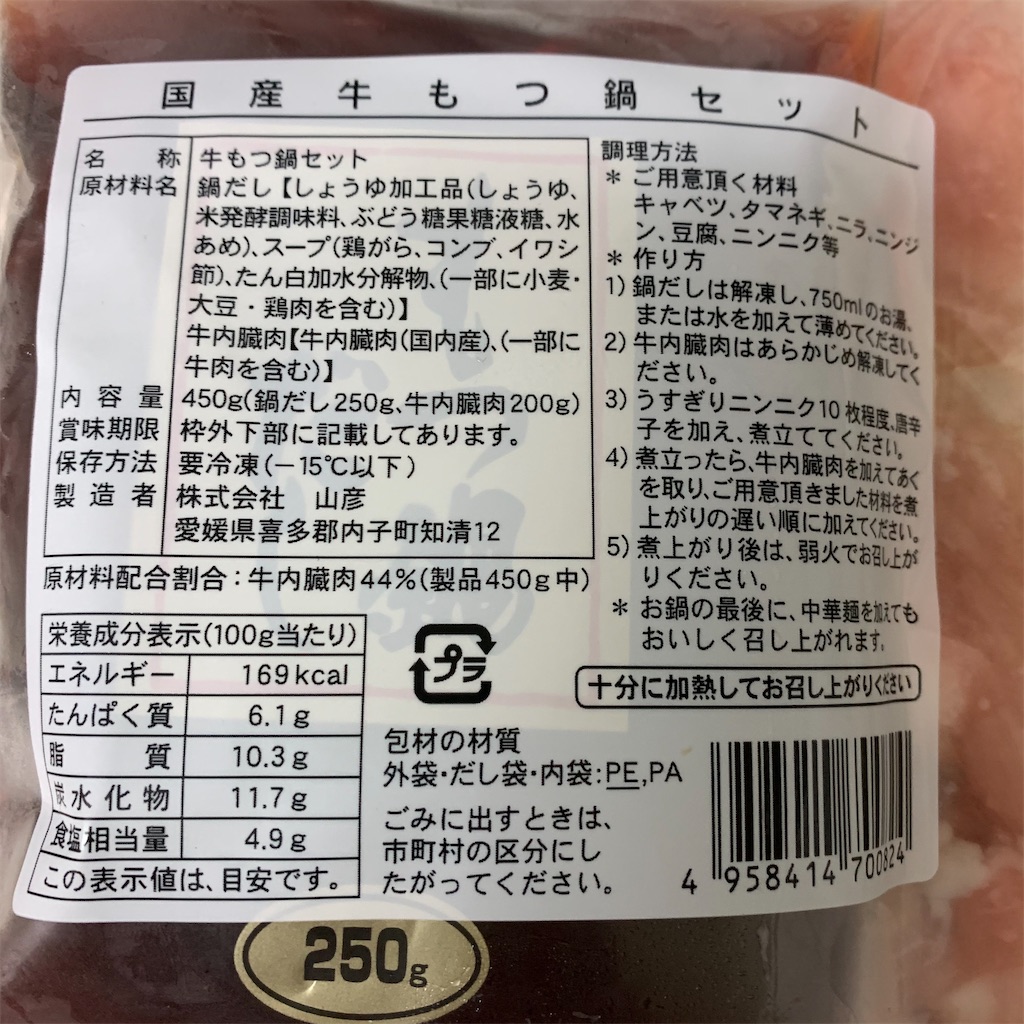 国産牛もつ鍋セット
名称 牛もつ鍋セット
原材料名 鍋だし【しょうゆ加工品(しょうゆ、
米発酵調味料、ぶどう糖果糖液糖、水
あめ)、スープ(鶏がら、コンブ、イワシ
節)、たん白加水分解物、(一部に小麦・
大豆・鶏肉を含む)】
牛内臓肉【牛内臓肉(国内産)、(一部に
牛肉を含む)】
内容量 450g(鍋だし250g、牛内臓肉200g)
賞味期限 枠外下部に記載してあります。
保存方法 要冷凍(-15℃以下)
製造者 株式会社 山彦
愛媛県喜多郡内子町知清12
原材料配合割合:牛内臓肉44%(製品450g中)
栄養成分表示(100g当たり)
エネルギー 169kcal
たんぱく質 6.1g
脂質 10.3g
炭水化物 11.7g
食塩相当量 4.9g
この表示値は、目安です。
プラ
包材の材質
外袋・だし袋・内袋:PE,PA
ごみに出すときは、
市町村の区分にし
たがってください。
調理方法
＊ご用意頂く材料
キャベツ、タマネギ、ニラ、ニンジ
ン、豆腐、ニンニク等
＊作り方
1)鍋だしは解凍し、750mlのお湯、
または水を加えて薄めてください。
2)牛内臓肉はあらかじめ解凍してく
ださい。
3)うすぎりニンニク10枚程度、唐辛
子を加え、煮立ててください。
4)煮立ったら、牛内臓肉を加えてあく
を取り、ご用意頂きました材料を煮
上がりの遅い順に加えてください。
5)煮上がり後は、弱火でお召し上が
りください。
＊お鍋の最後に、中華麺を加えても
おいしく召し上がれます。
十分に加熱してお召し上がりください
4 958414 700824
250g